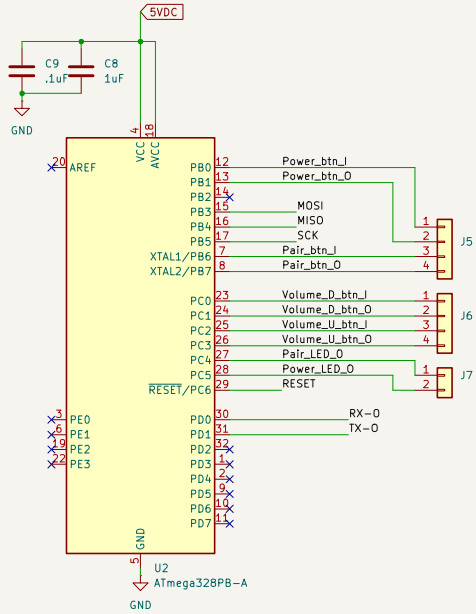 5VDC
C9
.1uF
C8
1uF
GND
4
18
VCC
AVCC
20 AREF
PB0 12 Power_btn_I
PB1 13 Power_btn_O
PB2 14
PB3 15 MOSI
PB4 16 MISO
PB5 17 SCK
XTAL1/PB6 7 Pair_btn_I
XTAL2/PB7 8 Pair_btn_O
1
2
3
4
J5
PC0 23 Volume_D_btn_I 1
PC1 24 Volume_D_btn_O 2
PC2 25 Volume_U_btn_I 3
PC3 26 Volume_U_btn_O 4
J6
PC4 27 Pair_LED_O 1
PC5 28 Power_LED_O 2
J7
RESET/PC6 29 RESET
3 PE0 PD0 30 RX-O
6 PE1 PD1 31 TX-O
19 PE2 PD2 32
22 PE3 PD3 1
PD4 2
PD5 9
PD6 10
PD7 11
GND
5
U2
ATmega328PB-A
GND